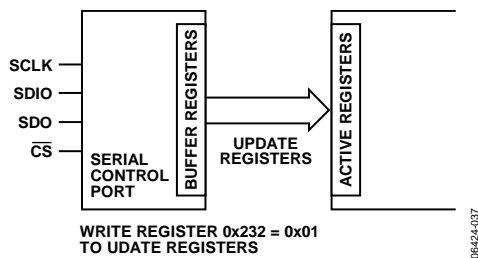 SCLK
SDIO
SDO
CS
SERIAL
CONTROL
PORT
BUFFER REGISTERS
UPDATE
REGISTERS
ACTIVE REGISTERS
WRITE REGISTER 0x232 = 0x01
TO UDATE REGISTERS
06424-037